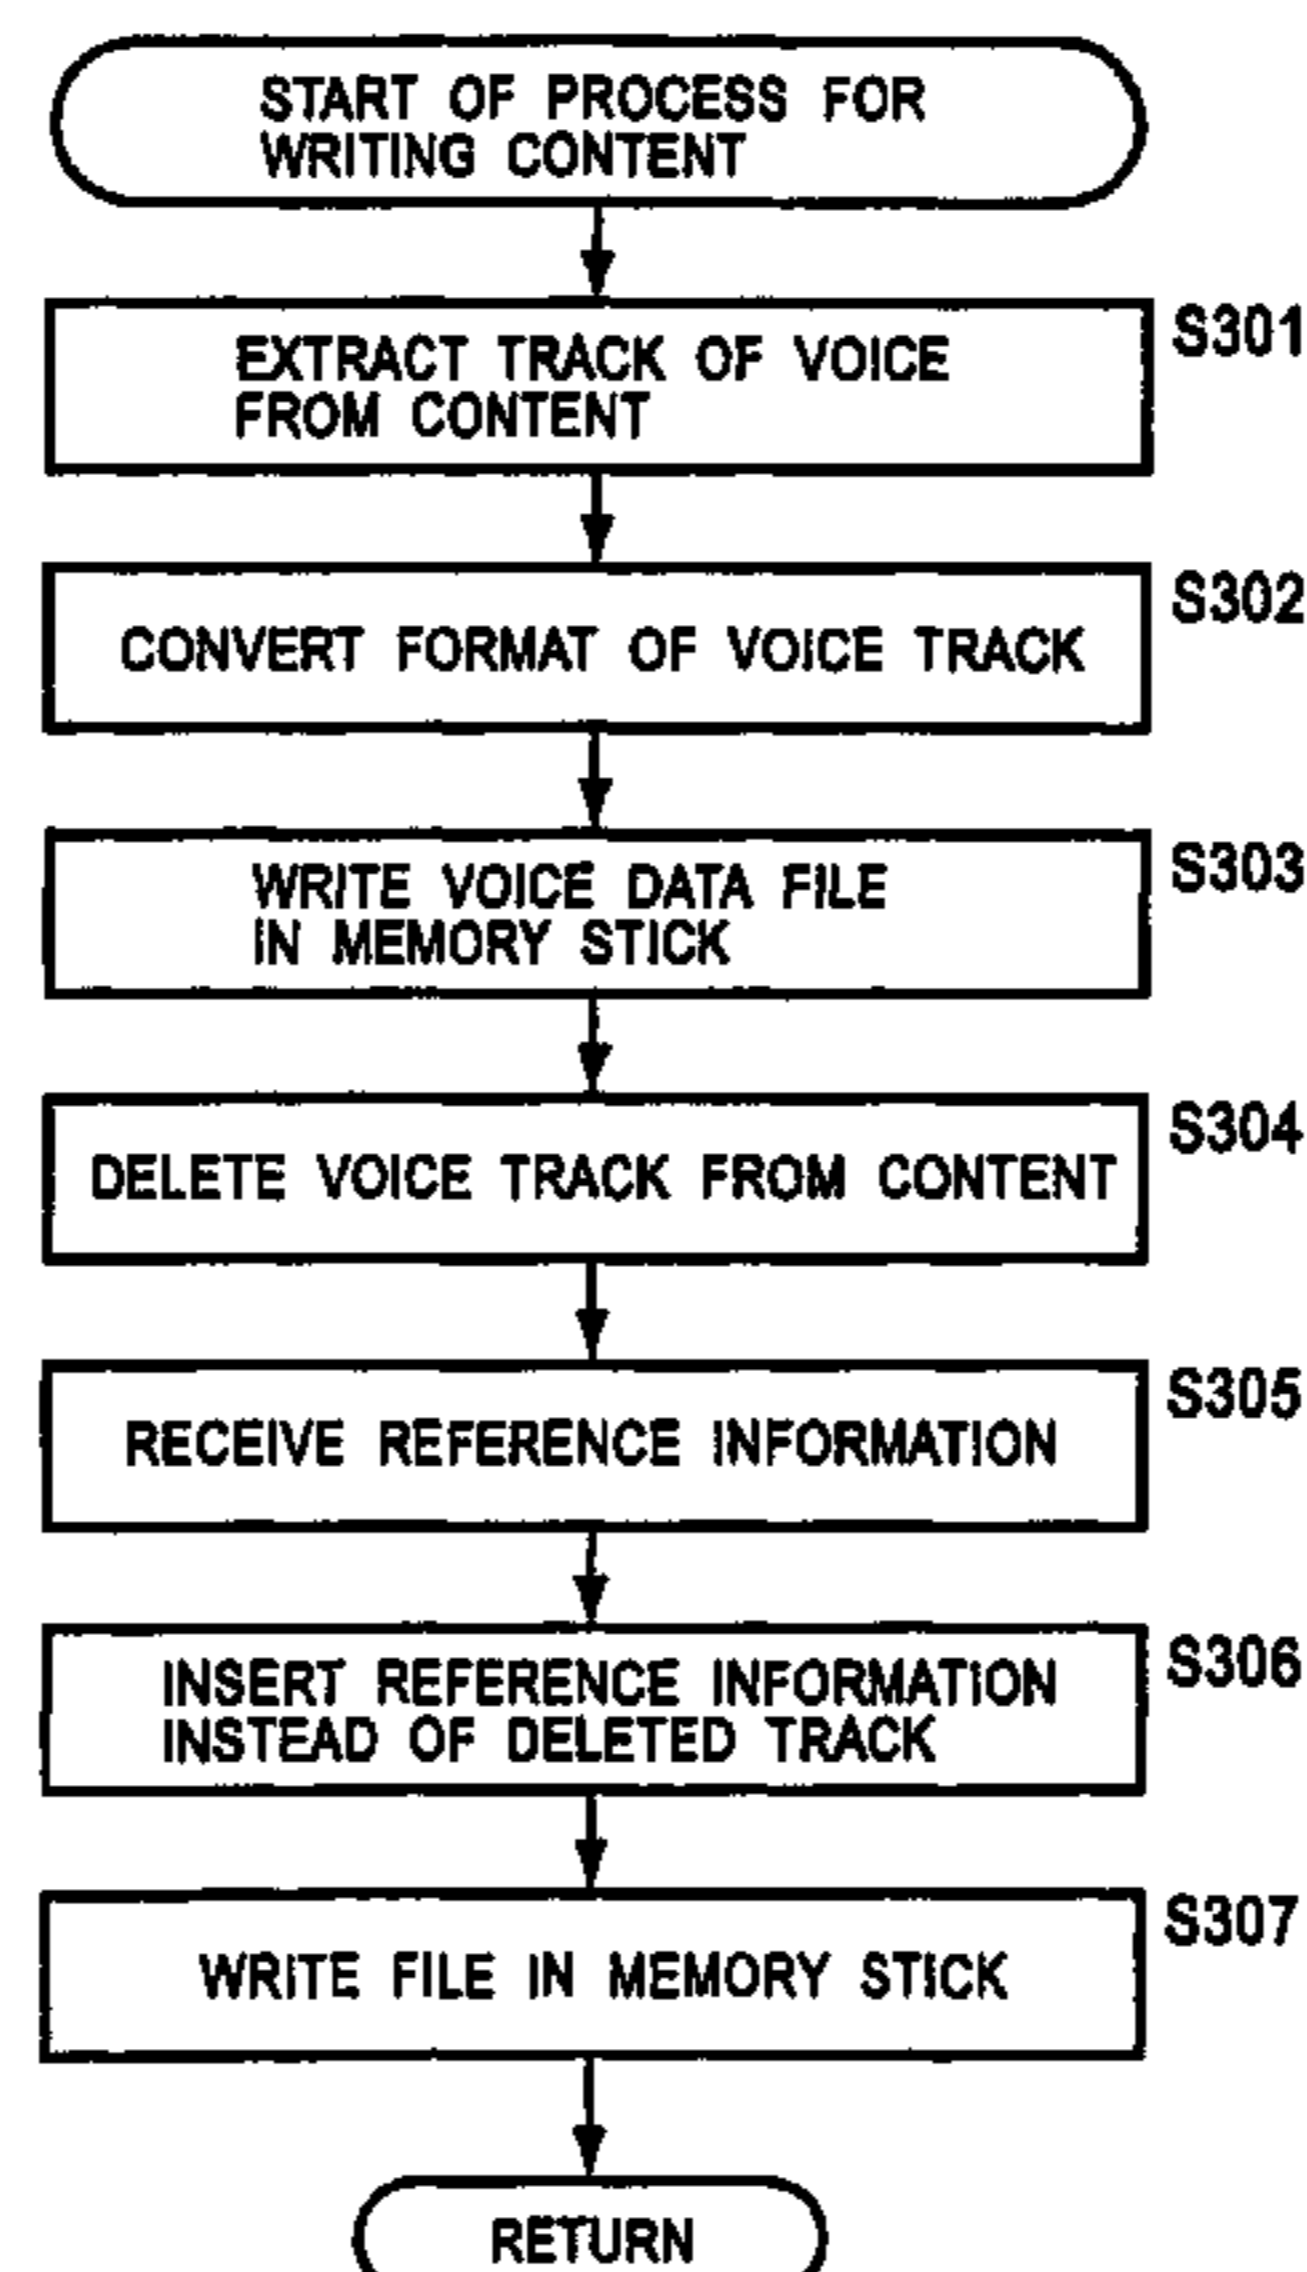 START OF PROCESS FOR
WRITING CONTENT
S301
EXTRACT TRACK OF VOICE
FROM CONTENT
S302
CONVERT FORMAT OF VOICE TRACK
S303
WRITE VOICE DATA FILE
IN MEMORY STICK
S304
DELETE VOICE TRACK FROM CONTENT
S305
RECEIVE REFERENCE INFORMATION
S306
INSERT REFERENCE INFORMATION
INSTEAD OF DELETED TRACK
S307
WRITE FILE IN MEMORY STICK
RETURN